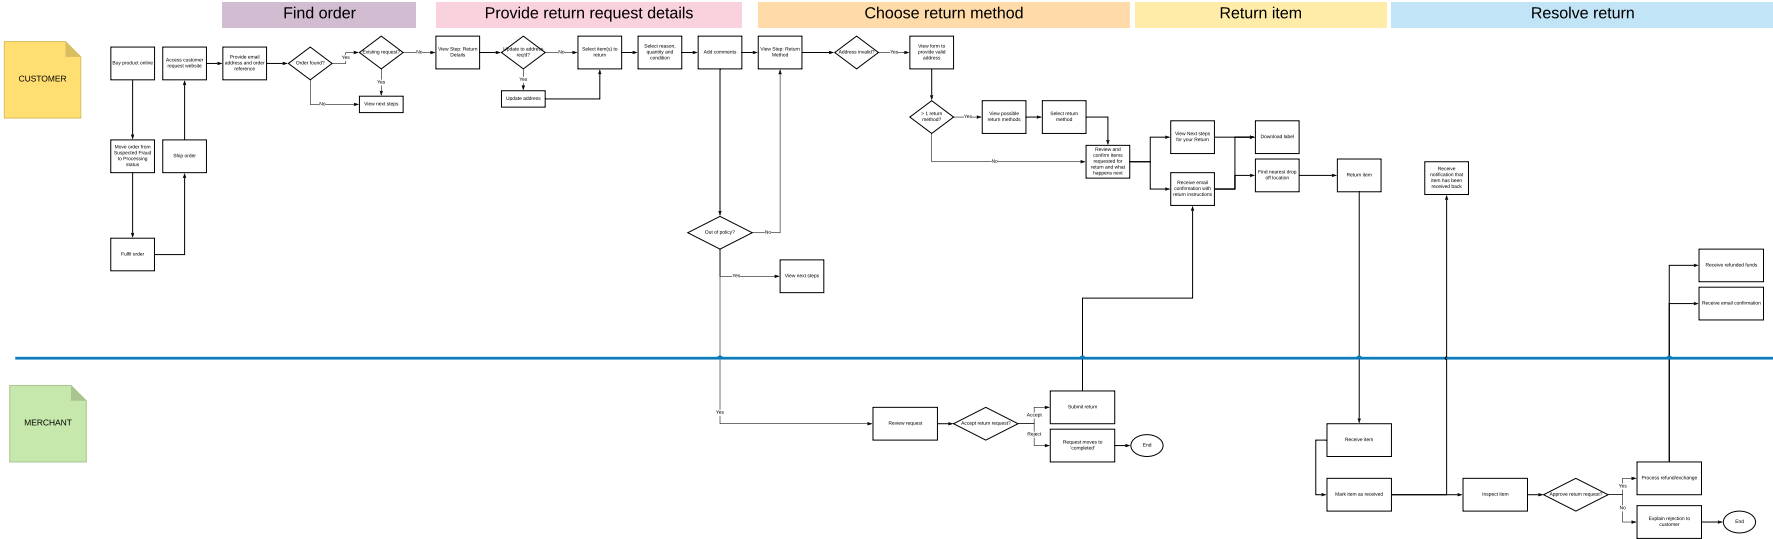 Find order
Provide return request details
Choose return method
Return item
Resolve return
CUSTOMER
Buy product online
Access customer
request website
Provide email
address and order
reference
Order found?
Yes
No
Existing request?
No
Yes
View next steps
View Step: Return
Details
Update to address
req'd?
No
Yes
Update address
Select item(s) to
return
Select reason,
quantity and
condition
Add comments
View Step: Return
Method
Address invalid?
Yes
View form to
provide valid
address
> 1 return
method?
Yes
No
View possible
return methods
Select return
method
Review and
confirm items
requested for
return and what
happens next
View Next steps
for your Return
Receive email
confirmation with
return instructions
Download label
Find nearest drop
off location
Return item
Receive
notification that
item has been
received back
Move order from
Suspected Fraud
to Processing
status
Ship order
Fulfil order
Out of policy?
No
Yes
View next steps
Receive refunded funds
Receive email confirmation
MERCHANT
Yes
Review request
Accept return request?
Accept
Reject
Submit return
Request moves to
'completed'
End
Receive item
Mark item as received
Inspect item
Approve return request?
Yes
No
Process refund/exchange
Explain rejection to
customer
End